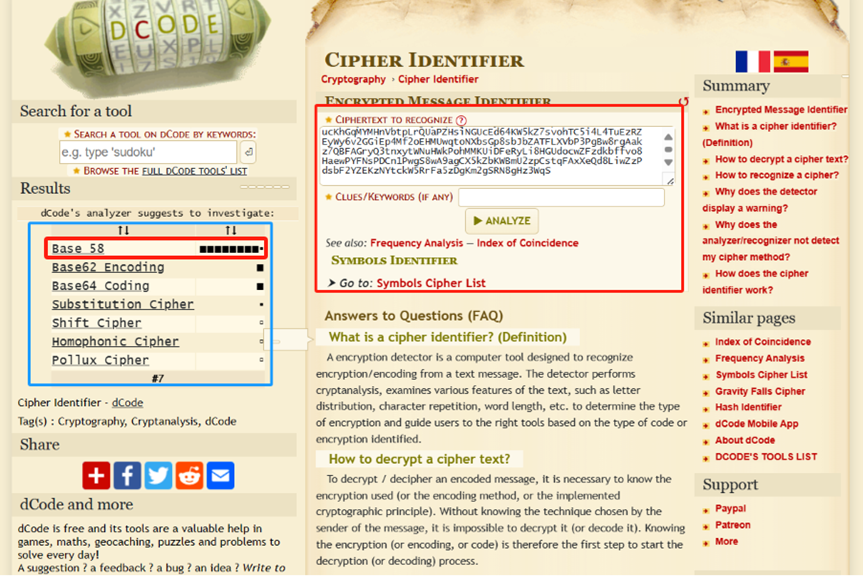 DCODE
Search for a tool
★ SEARCH A TOOL ON DCODE BY KEYWORDS:
e.g. type 'sudoku'
★ BROWSE THE FULL DCODE TOOLS' LIST
Results
dCode's analyzer suggests to investigate:
↑↓ ↑↓
Base 58
Base62 Encoding
Base64 Coding
Substitution Cipher
Shift Cipher
Homophonic Cipher
Pollux Cipher
#7
Cipher Identifier - dCode
Tag(s) : Cryptography, Cryptanalysis, dCode
Share
dCode and more
dCode is free and its tools are a valuable help in
games, maths, geocaching, puzzles and problems to
solve every day!
A suggestion ? a feedback ? a bug ? an idea ? Write to
CIPHER IDENTIFIER
Cryptography › Cipher Identifier
ENCRYPTED MESSAGE IDENTIFIER
★ CIPHERTEXT TO RECOGNIZE ?
★ CLUES/KEYWORDS (IF ANY)
▶ ANALYZE
See also: Frequency Analysis — Index of Coincidence
SYMBOLS IDENTIFIER
➤ Go to: Symbols Cipher List
Answers to Questions (FAQ)
What is a cipher identifier? (Definition)
A encryption detector is a computer tool designed to recognize
encryption/encoding from a text message. The detector performs
cryptanalysis, examines various features of the text, such as letter
distribution, character repetition, word length, etc. to determine the type
of encryption and guide users to the right tools based on the type of code or
encryption identified.
How to decrypt a cipher text?
To decrypt / decipher an encoded message, it is necessary to know the
encryption used (or the encoding method, or the implemented
cryptographic principle). Without knowing the technique chosen by the
sender of the message, it is impossible to decrypt it (or decode it). Knowing
the encryption (or encoding, or code) is therefore the first step to start the
decryption (or decoding) process.
Summary
Encrypted Message Identifier
What is a cipher identifier?
(Definition)
How to decrypt a cipher text?
How to recognize a cipher?
Why does the detector
display a warning?
Why does the
analyzer/recognizer not detect
my cipher method?
How does the cipher
identifier work?
Similar pages
Index of Coincidence
Frequency Analysis
Symbols Cipher List
Gravity Falls Cipher
Hash Identifier
dCode Mobile App
About dCode
DCODE'S TOOLS LIST
Support
Paypal
Patreon
More